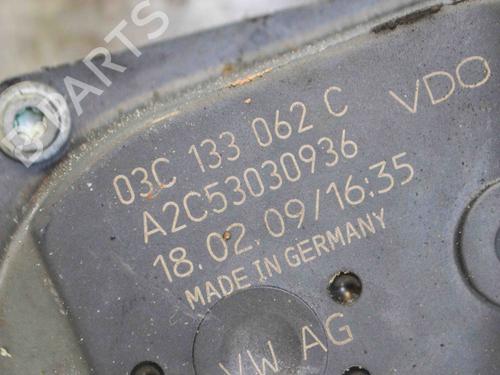 B PARTS
VDO
03C 133 062 C
A2C53030936
18.02.09/16:35
MADE IN GERMANY
VW AG